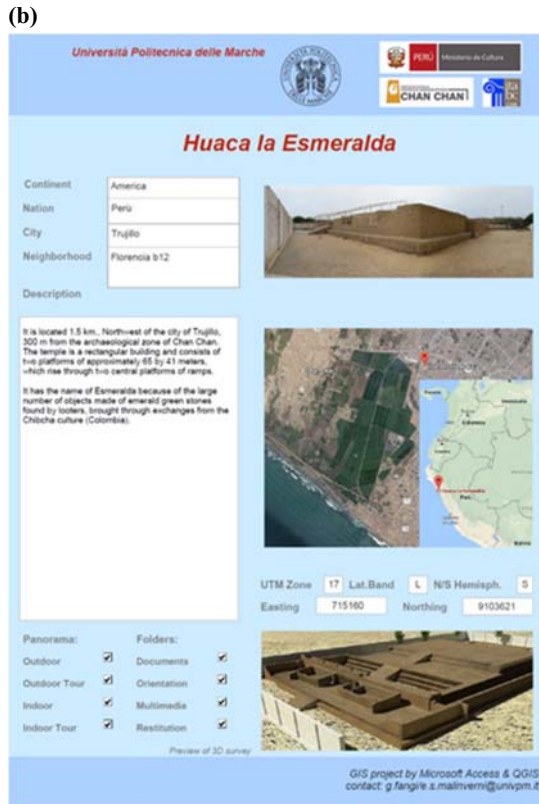 (b)
Università Politecnica delle Marche
PERÚ Ministerio de Cultura
CHAN CHAN
Huaca la Esmeralda
Continent America
Nation Perù
City Trujillo
Neighborhood Florencia b12
Description
It is located 1.5 km., North-west of the city of Trujillo,
300 m from the archaeological zone of Chan Chan.
The temple is a rectangular building and consists of
two platforms of approximately 65 by 41 meters,
which rise through two central platforms of ramps.
It has the name of Esmeralda because of the large
number of objects made of emerald green stones
found by looters, brought through exchanges from the
Chibcha culture (Colombia).
UTM Zone 17 Lat.Band L N/S Hemisph. S
Easting 715160 Northing 9103621
Panorama: Folders:
Outdoor Documents
Outdoor Tour Orientation
Indoor Multimedia
Indoor Tour Restitution
Preview of 3D survey
GIS project by Microsoft Access & QGIS
contact: g.fangi/e.s.malinverni@univpm.it